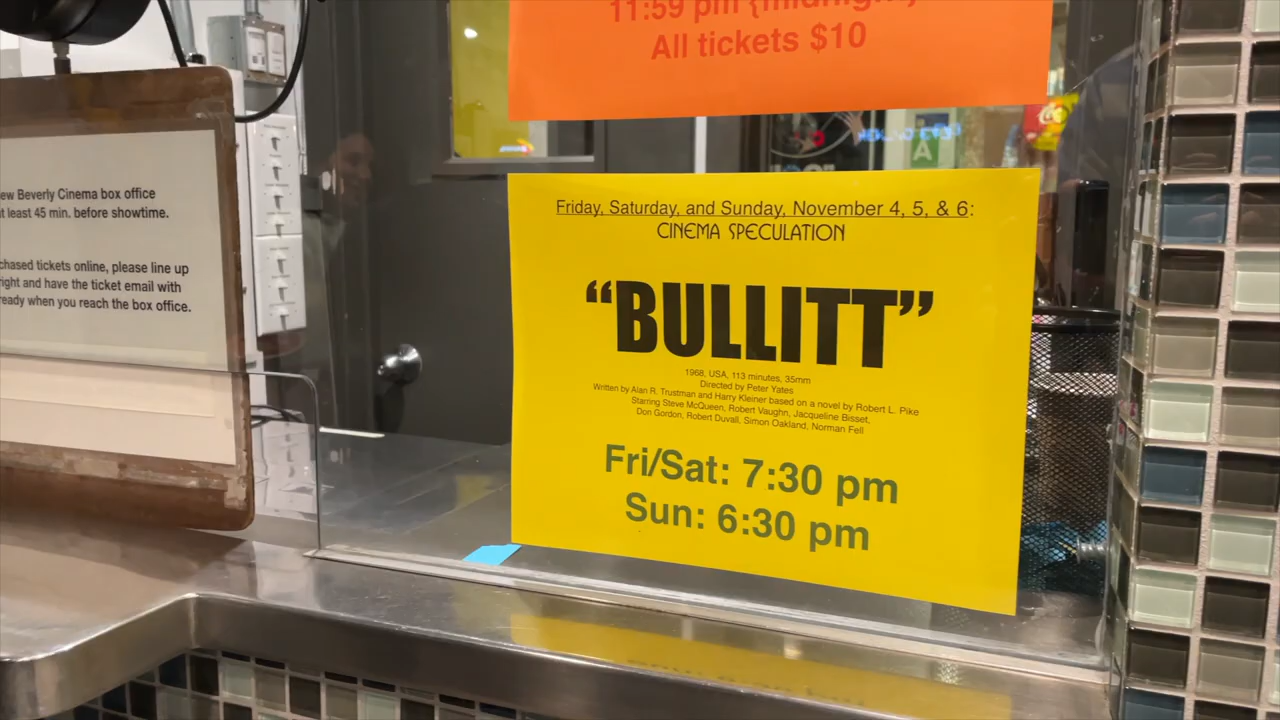 11:59 pm (midnight)
All tickets $10
ew Beverly Cinema box office
t least 45 min. before showtime.
chased tickets online, please line up
right and have the ticket email with
ready when you reach the box office.
Friday, Saturday, and Sunday, November 4, 5, & 6:
CINEMA SPECULATION
“BULLITT”
1968, USA, 113 minutes, 35mm
Directed by Peter Yates
Written by Alan R. Trustman and Harry Kleiner based on a novel by Robert L. Pike
Starring Steve McQueen, Robert Vaughn, Jacqueline Bisset,
Don Gordon, Robert Duvall, Simon Oakland, Norman Fell
Fri/Sat: 7:30 pm
Sun: 6:30 pm
A